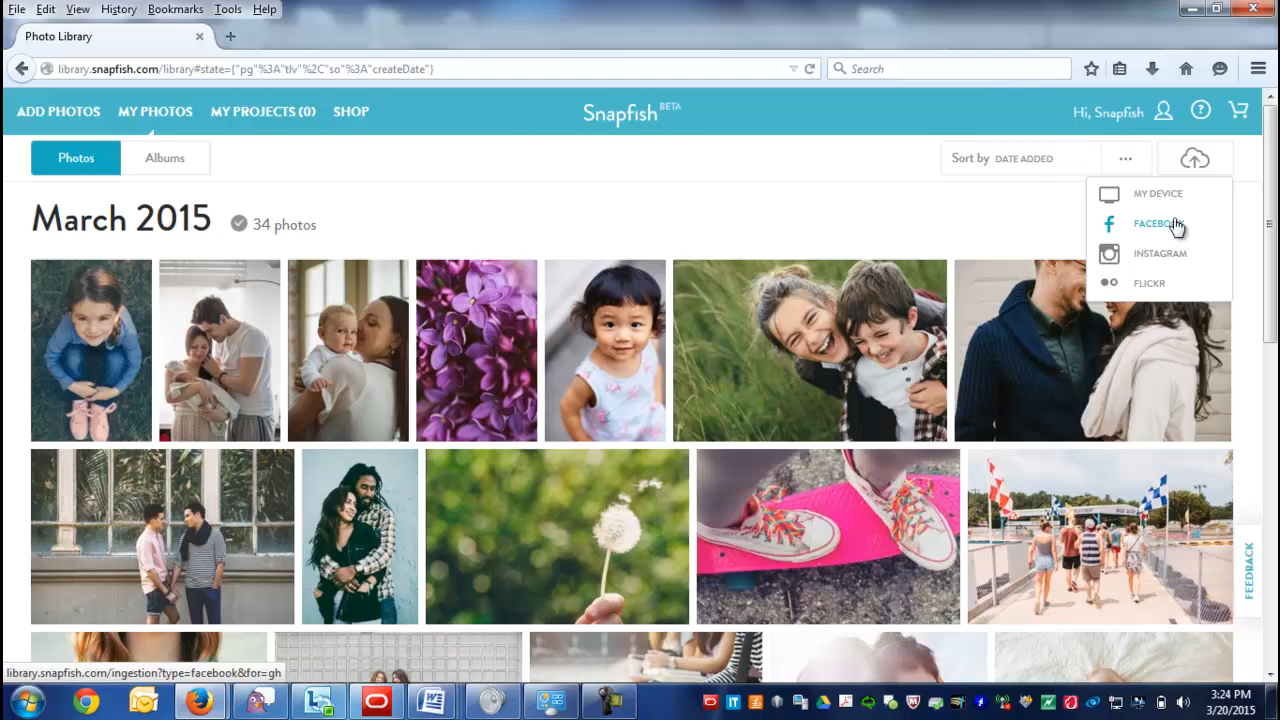 File Edit View History Bookmarks Tools Help
Photo Library
library.snapfish.com/library#state={"pg"%3A"tlv"%2C"so"%3A"createDate"}
Search
ADD PHOTOS MY PHOTOS MY PROJECTS (0) SHOP
Snapfish BETA
Hi, Snapfish
Photos Albums
Sort by DATE ADDED
MY DEVICE
FACEBOOK
INSTAGRAM
FLICKR
March 2015 34 photos
FEEDBACK
library.snapfish.com/ingestion?type=facebook&for=gh
3:24 PM
3/20/2015